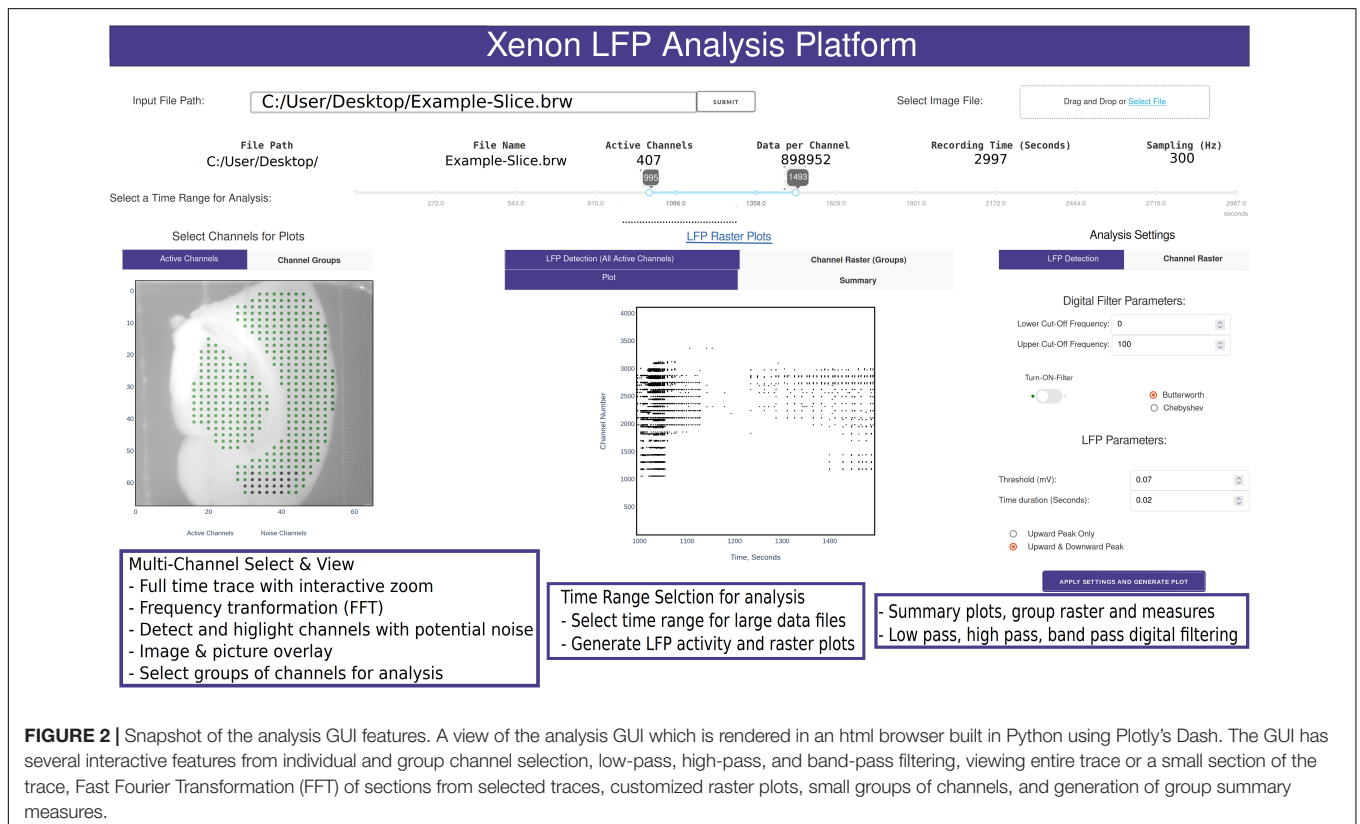 Xenon LFP Analysis Platform
Input File Path:
C:/User/Desktop/Example-Slice.brw
SUBMIT
Select Image File:
Drag and Drop or Select File
File Path
C:/User/Desktop/
File Name
Example-Slice.brw
Active Channels
407
Data per Channel
898952
Recording Time (Seconds)
2997
Sampling (Hz)
300
Select a Time Range for Analysis:
995
1493
272.0
543.0
815.0
1086.0
1358.0
1629.0
1901.0
2172.0
2444.0
2715.0
2987.0
seconds
Select Channels for Plots
Active Channels
Channel Groups
0
10
20
30
40
50
60
0
20
40
60
Active Channels
Noise Channels
LFP Raster Plots
LFP Detection (All Active Channels)
Channel Raster (Groups)
Plot
Summary
Channel Number
4000
3500
3000
2500
2000
1500
1000
500
1000
1100
1200
1300
1400
Time, Seconds
Analysis Settings
LFP Detection
Channel Raster
Digital Filter Parameters:
Lower Cut-Off Frequency:
0
Upper Cut-Off Frequency:
100
Turn-ON-Filter
Butterworth
Chebyshev
LFP Parameters:
Threshold (mV):
0.07
Time duration (Seconds):
0.02
Upward Peak Only
Upward & Downward Peak
APPLY SETTINGS AND GENERATE PLOT
Multi-Channel Select & View
- Full time trace with interactive zoom
- Frequency tranformation (FFT)
- Detect and higlight channels with potential noise
- Image & picture overlay
- Select groups of channels for analysis
Time Range Selction for analysis
- Select time range for large data files
- Generate LFP activity and raster plots
- Summary plots, group raster and measures
- Low pass, high pass, band pass digital filtering
FIGURE 2 | Snapshot of the analysis GUI features. A view of the analysis GUI which is rendered in an html browser built in Python using Plotly's Dash. The GUI has
several interactive features from individual and group channel selection, low-pass, high-pass, and band-pass filtering, viewing entire trace or a small section of the
trace, Fast Fourier Transformation (FFT) of sections from selected traces, customized raster plots, small groups of channels, and generation of group summary
measures.